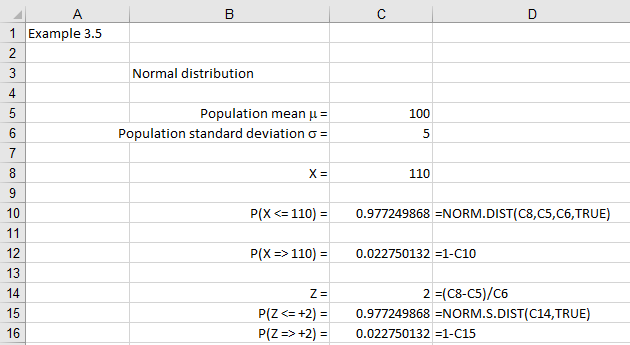 A B C D
1 Example 3.5
2
3 Normal distribution
4
5 Population mean μ = 100
6 Population standard deviation σ = 5
7
8 X = 110
9
10 P(X <= 110) = 0.977249868 =NORM.DIST(C8,C5,C6,TRUE)
11
12 P(X => 110) = 0.022750132 =1-C10
13
14 Z = 2 =(C8-C5)/C6
15 P(Z <= +2) = 0.977249868 =NORM.S.DIST(C14,TRUE)
16 P(Z => +2) = 0.022750132 =1-C15